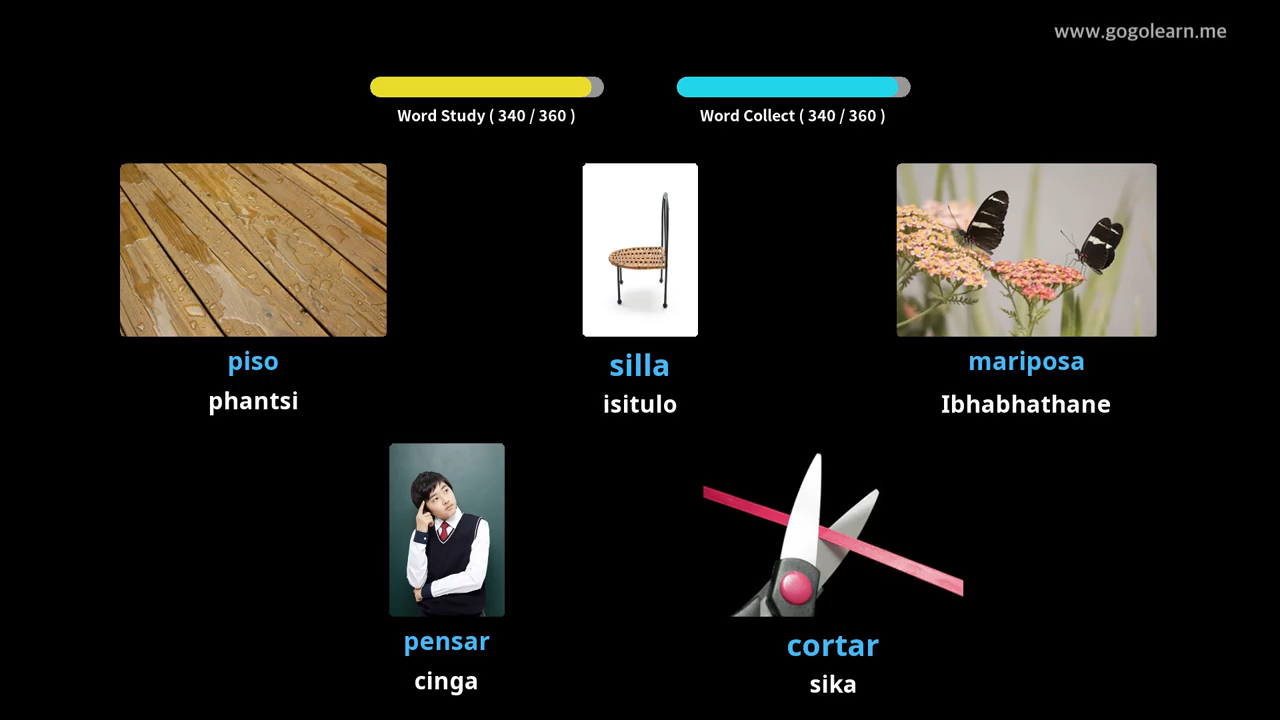 www.gogolearn.me
Word Study ( 340 / 360 )
Word Collect ( 340 / 360 )
piso
phantsi
silla
isitulo
mariposa
Ibhabhathane
pensar
cinga
cortar
sika